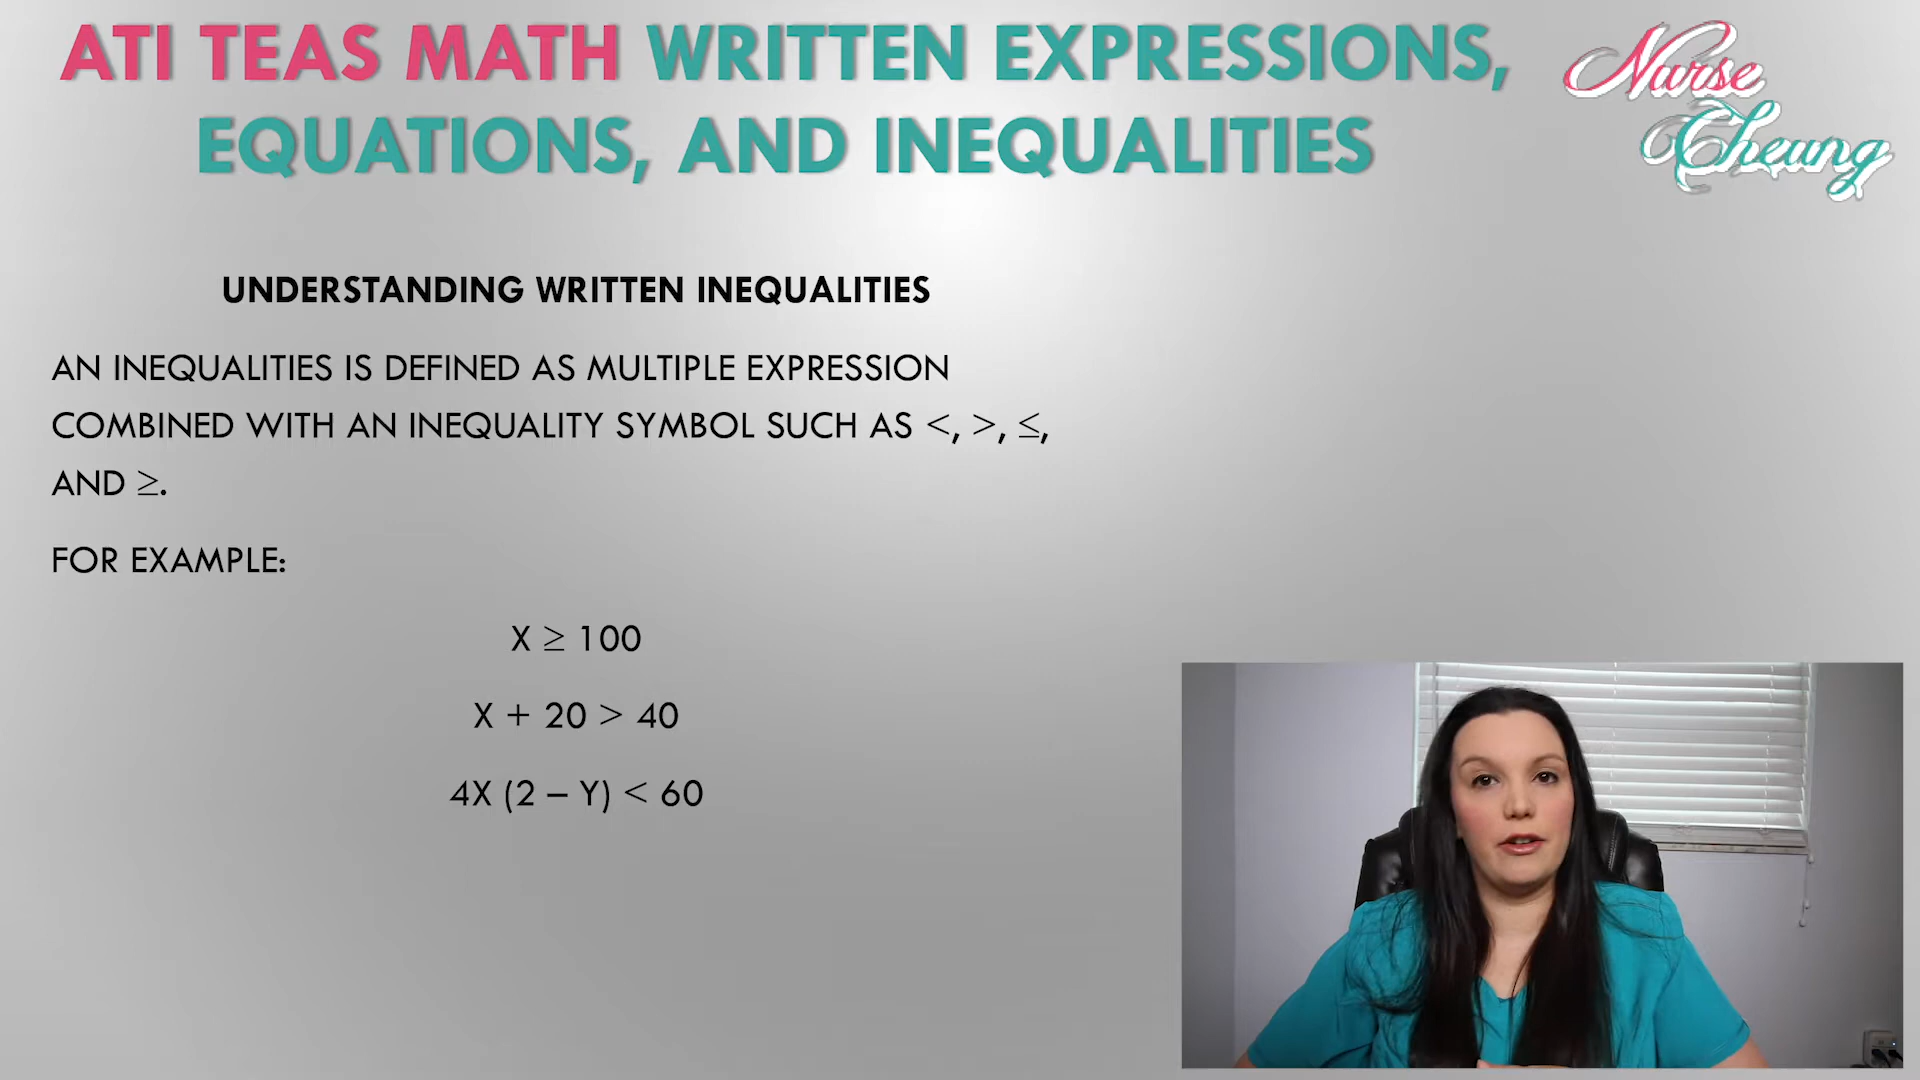 ATI TEAS MATH WRITTEN EXPRESSIONS,
EQUATIONS, AND INEQUALITIES
Nurse
Cheung
UNDERSTANDING WRITTEN INEQUALITIES
AN INEQUALITIES IS DEFINED AS MULTIPLE EXPRESSION
COMBINED WITH AN INEQUALITY SYMBOL SUCH AS <, >, ≤,
AND ≥.
FOR EXAMPLE:
X ≥ 100
X + 20 > 40
4X (2 – Y) < 60